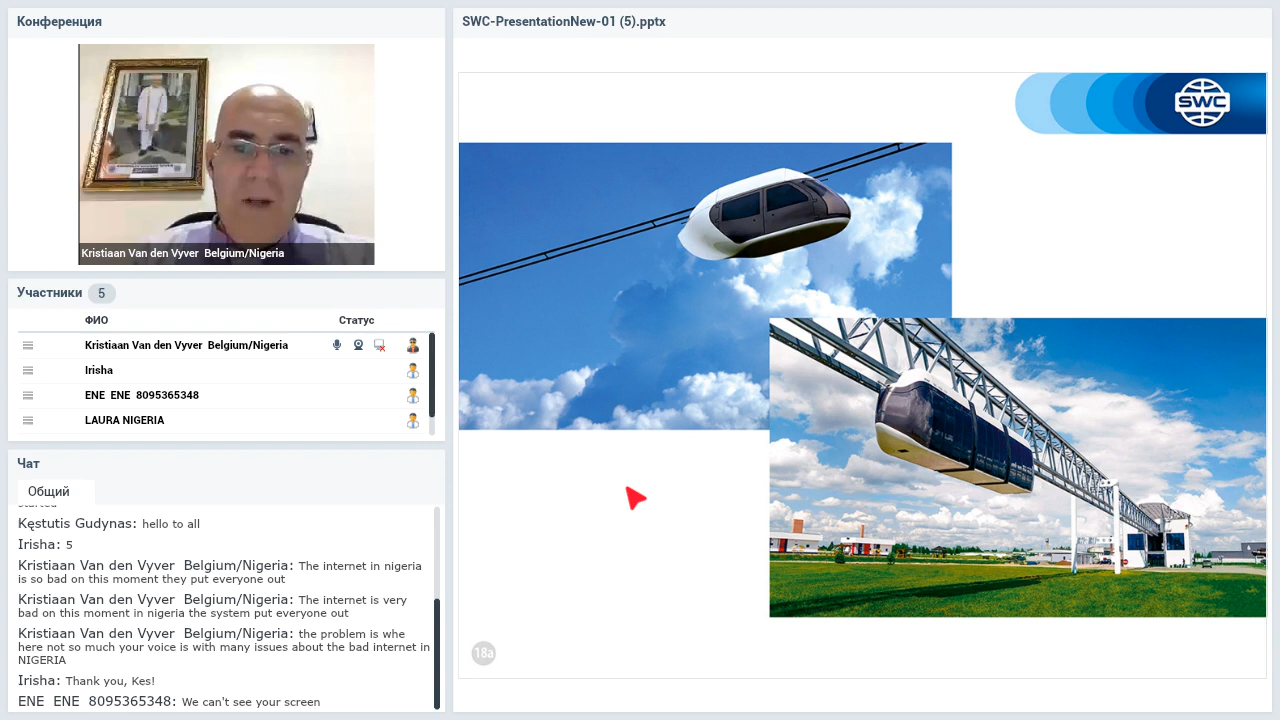 Конференция
Kristiaan Van den Vyver  Belgium/Nigeria
Участники 5
ФИО Статус
Kristiaan Van den Vyver  Belgium/Nigeria
Irisha
ENE  ENE  8095365348
LAURA NIGERIA
Чат
Общий
started
Kęstutis Gudynas: hello to all
Irisha: 5
Kristiaan Van den Vyver  Belgium/Nigeria: The internet in nigeria
is so bad on this moment they put everyone out
Kristiaan Van den Vyver  Belgium/Nigeria: The internet is very
bad on this moment in nigeria the system put everyone out
Kristiaan Van den Vyver  Belgium/Nigeria: the problem is whe
here not so much your voice is with many issues about the bad internet in
NIGERIA
Irisha: Thank you, Kes!
ENE  ENE  8095365348: We can't see your screen
SWC-PresentationNew-01 (5).pptx
SWC
18a